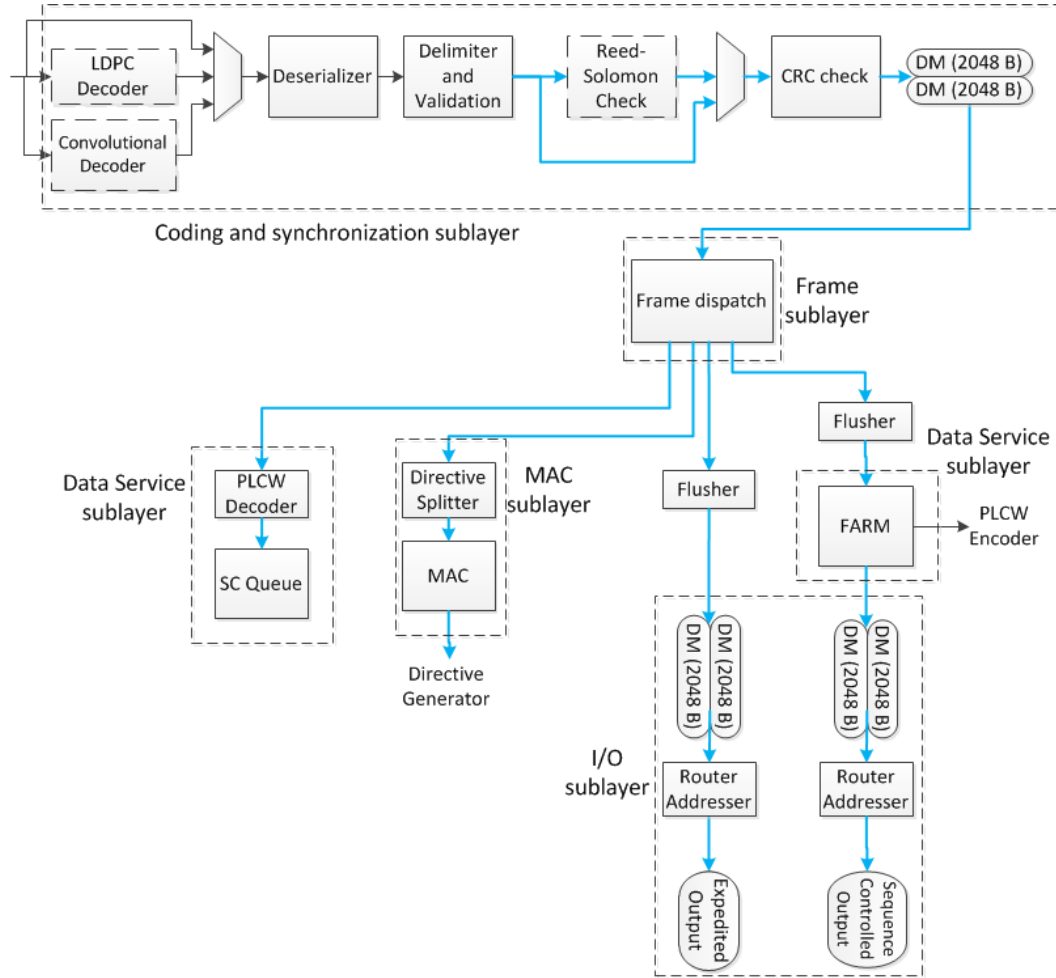 LDPC
Decoder
Convolutional
Decoder
Deserializer
Delimiter
and
Validation
Reed-
Solomon
Check
CRC check
DM (2048 B)
DM (2048 B)
Coding and synchronization sublayer
Frame dispatch
Frame
sublayer
Flusher
Data Service
sublayer
Data Service
sublayer
PLCW
Decoder
SC Queue
Directive
Splitter
MAC
sublayer
MAC
Directive
Generator
Flusher
FARM
PLCW
Encoder
DM (2048 B)
DM (2048 B)
DM (2048 B)
DM (2048 B)
I/O
sublayer
Router
Addresser
Router
Addresser
Expedited
Output
Sequence
Controlled
Output